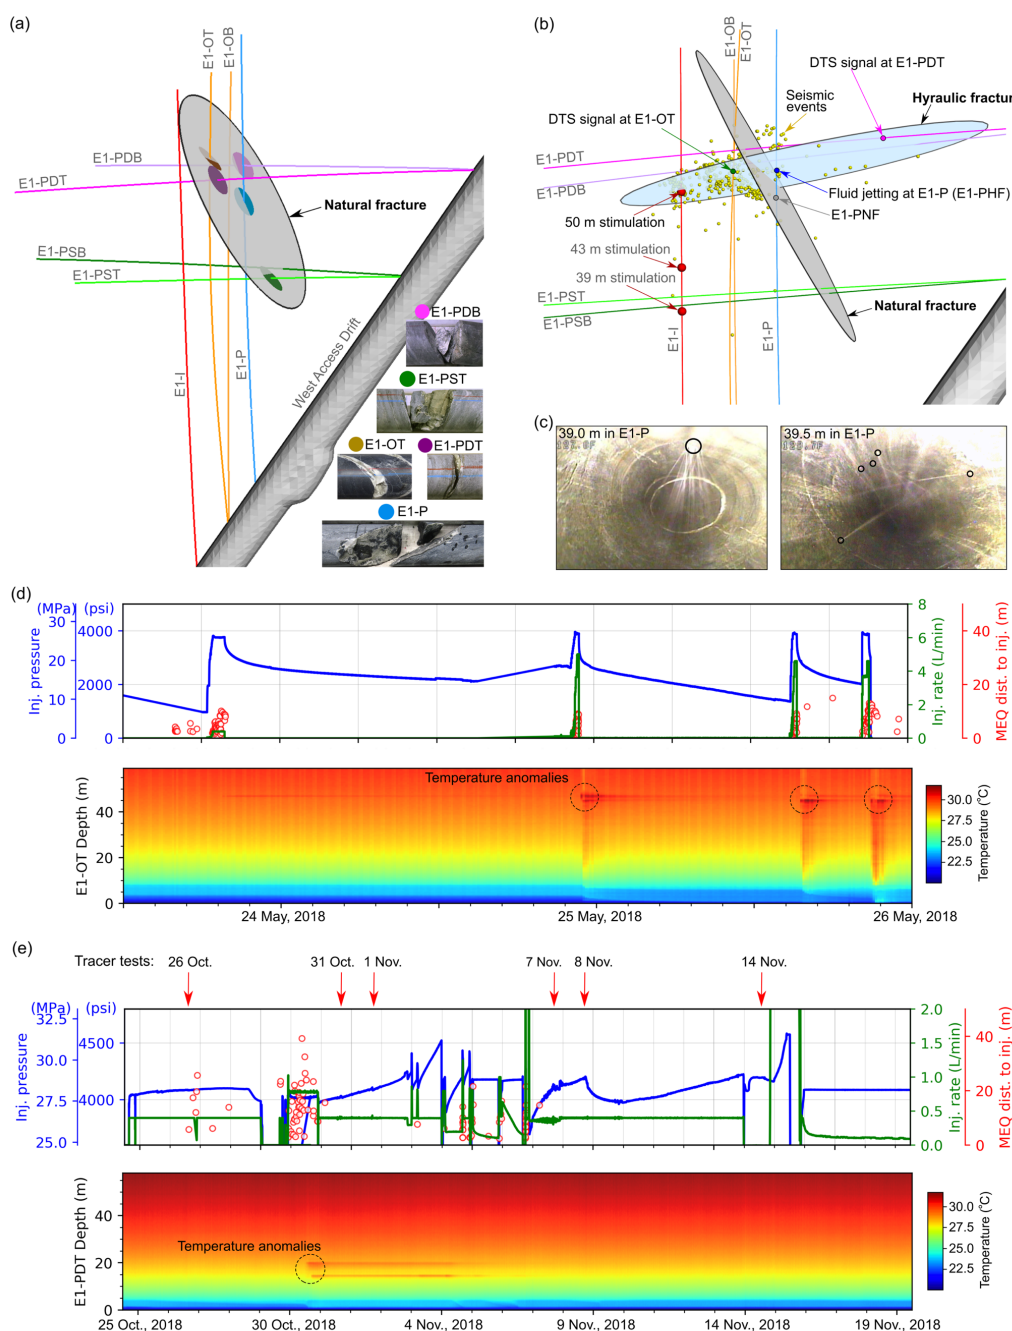 (a)
E1-OT
E1-OB
E1-P
E1-PDB
E1-PDT
Natural fracture
E1-PSB
E1-PST
E1-I
E1-P
West Access Drift
E1-PDB
E1-PST
E1-OT
E1-PDT
E1-P
(b)
E1-OB
E1-OT
DTS signal at E1-PDT
Seismic
events
Hyraulic fractur
DTS signal at E1-OT
E1-PDT
E1-PDB
Fluid jetting at E1-P (E1-PHF)
E1-PNF
50 m stimulation
43 m stimulation
39 m stimulation
E1-PST
E1-PSB
Natural fracture
E1-I
E1-P
(c)
39.0 m in E1-P
39.5 m in E1-P
(d)
(MPa) (psi)
30 4000
20
2000
10
0 0
Inj. pressure
8
6
4
2
0
Inj. rate (L/min)
40
20
0
MEQ dist. to inj. (m)
Temperature anomalies
40
20
0
E1-OT Depth (m)
24 May, 2018
25 May, 2018
26 May, 2018
30.0
27.5
25.0
22.5
Temperature (°C)
(e)
Tracer tests:
26 Oct.
31 Oct.
1 Nov.
7 Nov.
8 Nov.
14 Nov.
(MPa) (psi)
32.5
4500
30.0
27.5 4000
25.0
Inj. pressure
2.0
1.5
1.0
0.5
0.0
Inj. rate (L/min)
40
20
0
MEQ dist. to inj. (m)
Temperature anomalies
40
20
0
E1-PDT Depth (m)
25 Oct., 2018
30 Oct., 2018
4 Nov., 2018
9 Nov., 2018
14 Nov., 2018
19 Nov., 2018
30.0
27.5
25.0
22.5
Temperature (°C)